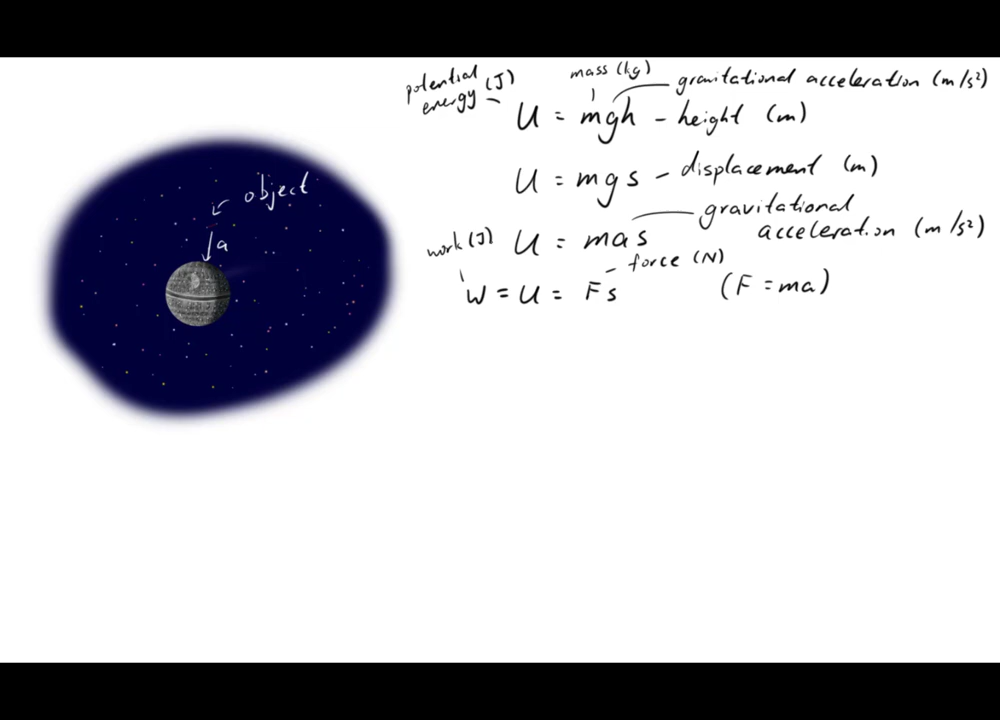 potential energy (J)
mass (kg)
gravitational acceleration (m/s²)
U = mgh - height (m)
U = mgs - displacement (m)
object
a
gravitational
acceleration (m/s²)
work (J)
U = mas
force (N)
W = U = Fs
(F = ma)